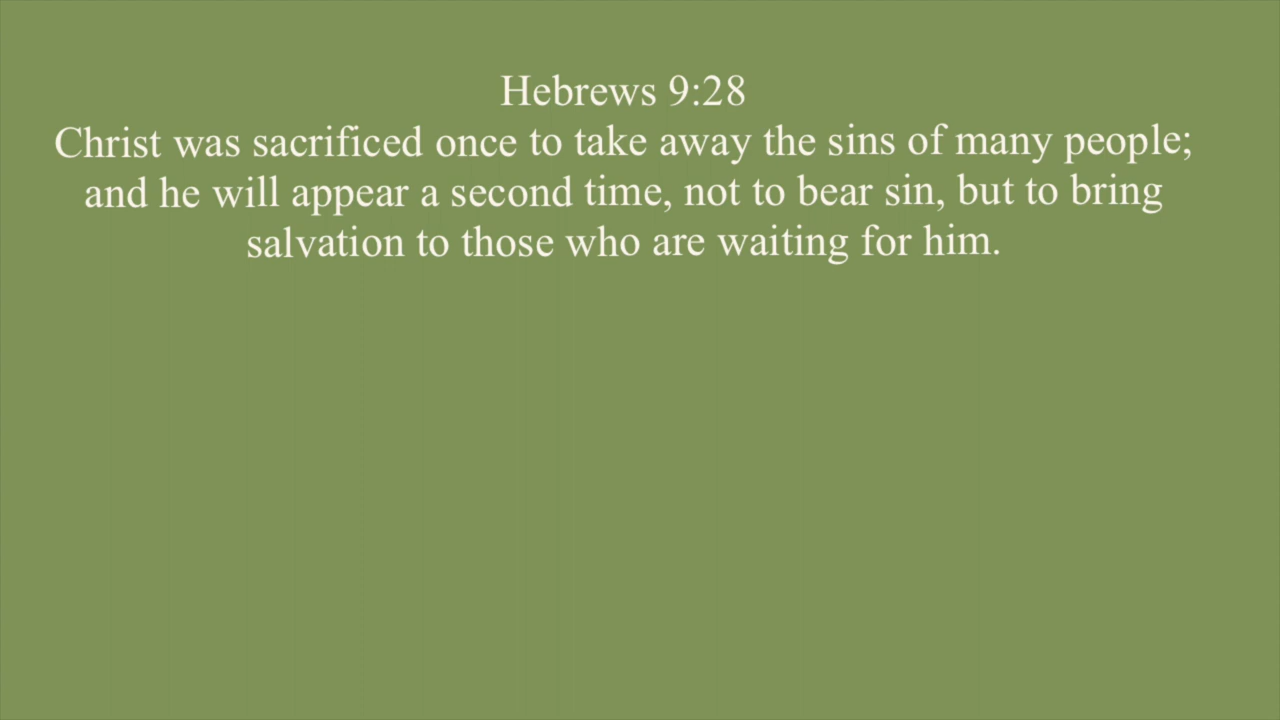 Hebrews 9:28
Christ was sacrificed once to take away the sins of many people;
and he will appear a second time, not to bear sin, but to bring
salvation to those who are waiting for him.